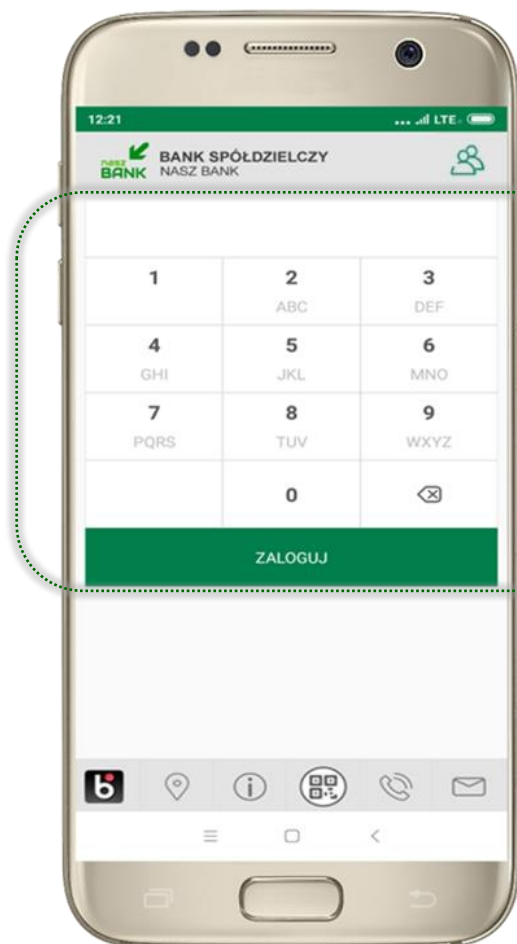 12:21 ... LTE
nasz BANK
BANK SPÓŁDZIELCZY
NASZ BANK
1 2 3
ABC DEF
4 5 6
GHI JKL MNO
7 8 9
PQRS TUV WXYZ
0
ZALOGUJ
b